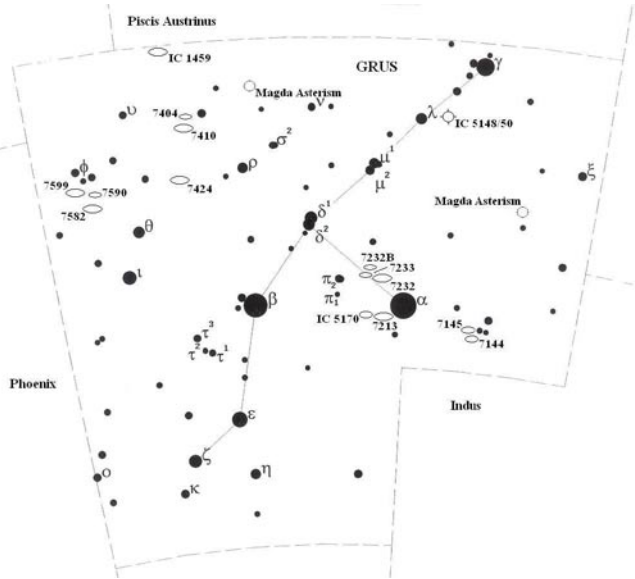 Piscis Austrinus
IC 1459
GRUS
γ
Magda Asterism
υ
7404
7410
ν
λ
IC 5148/50
σ²
φ
ρ
μ¹
μ²
ξ
7599
7590
7582
7424
δ¹
δ²
Magda Asterism
θ
7232B
7233
7232
ι
π₂
π₁
β
α
IC 5170
7213
7145
7144
τ³
τ²
τ¹
Phoenix
Indus
ε
ζ
ο
κ
η